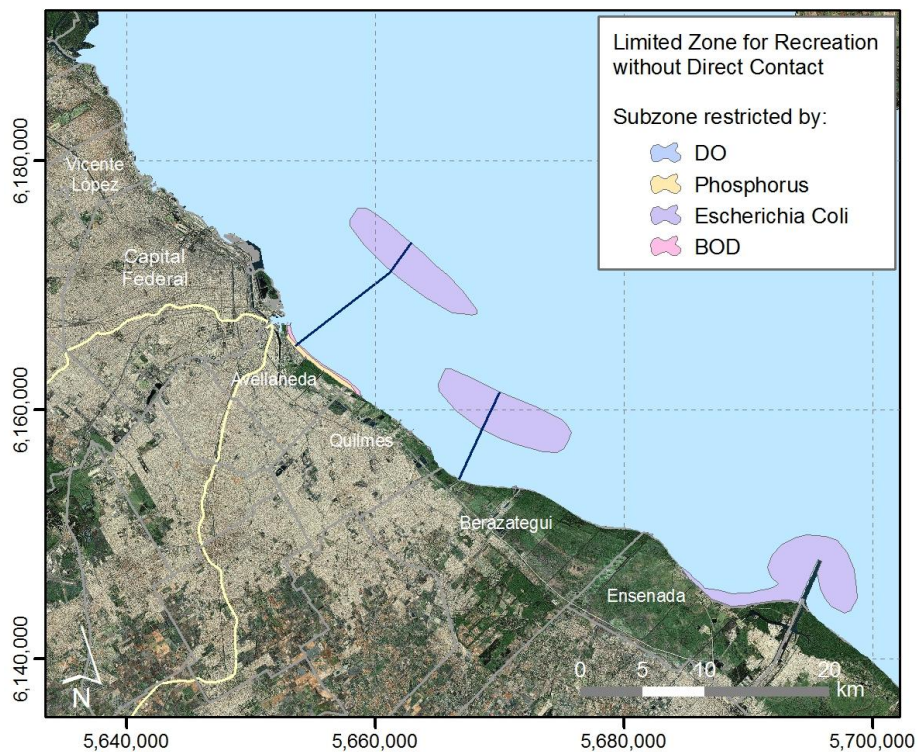 Limited Zone for Recreation
without Direct Contact
Subzone restricted by:
DO
Phosphorus
Escherichia Coli
BOD
6,180,000
6,160,000
6,140,000
Vicente
López
Capital
Federal
Avellaneda
Quilmes
Berazategui
Ensenada
N
0 5 10 20
km
5,640,000 5,660,000 5,680,000 5,700,000